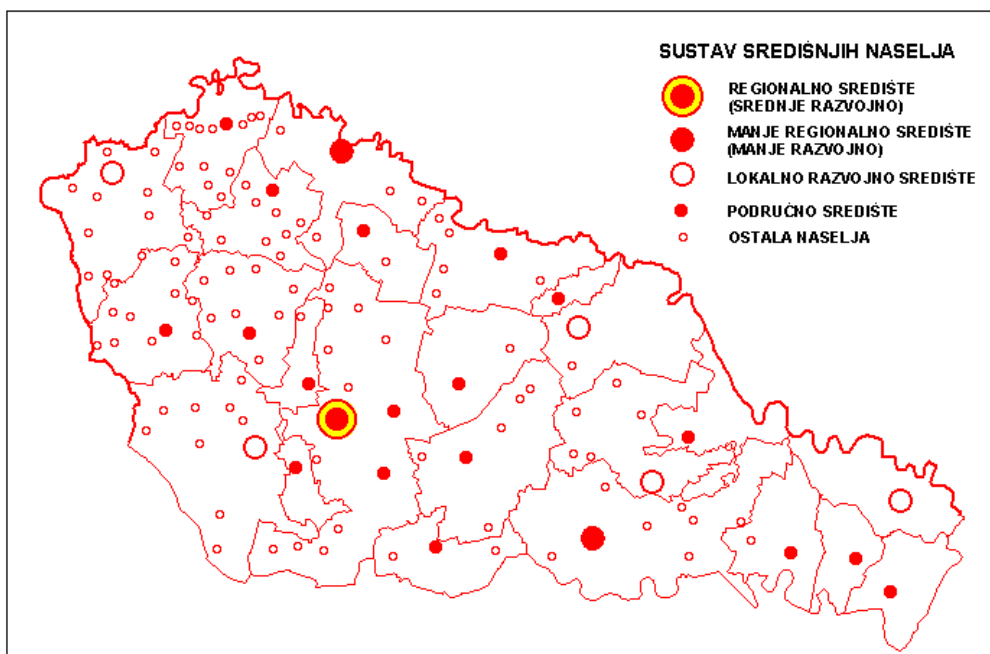 SUSTAV SREDIŠNJIH NASELJA
REGIONALNO SREDIŠTE
(SREDNJE RAZVOJNO)
MANJE REGIONALNO SREDIŠTE
(MANJE RAZVOJNO)
LOKALNO RAZVOJNO SREDIŠTE
PODRUČNO SREDIŠTE
OSTALA NASELJA